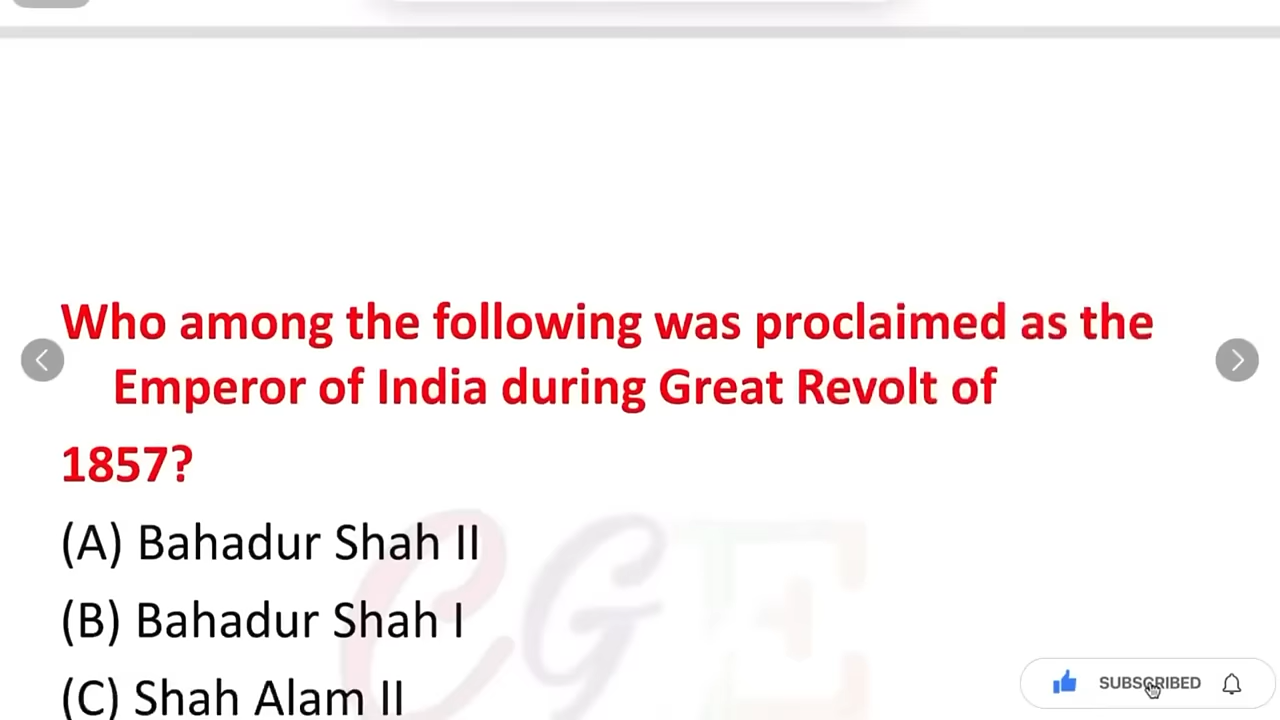 Who among the following was proclaimed as the
Emperor of India during Great Revolt of
1857?
(A) Bahadur Shah II
(B) Bahadur Shah I
(C) Shah Alam II
CGE
SUBSCRIBED